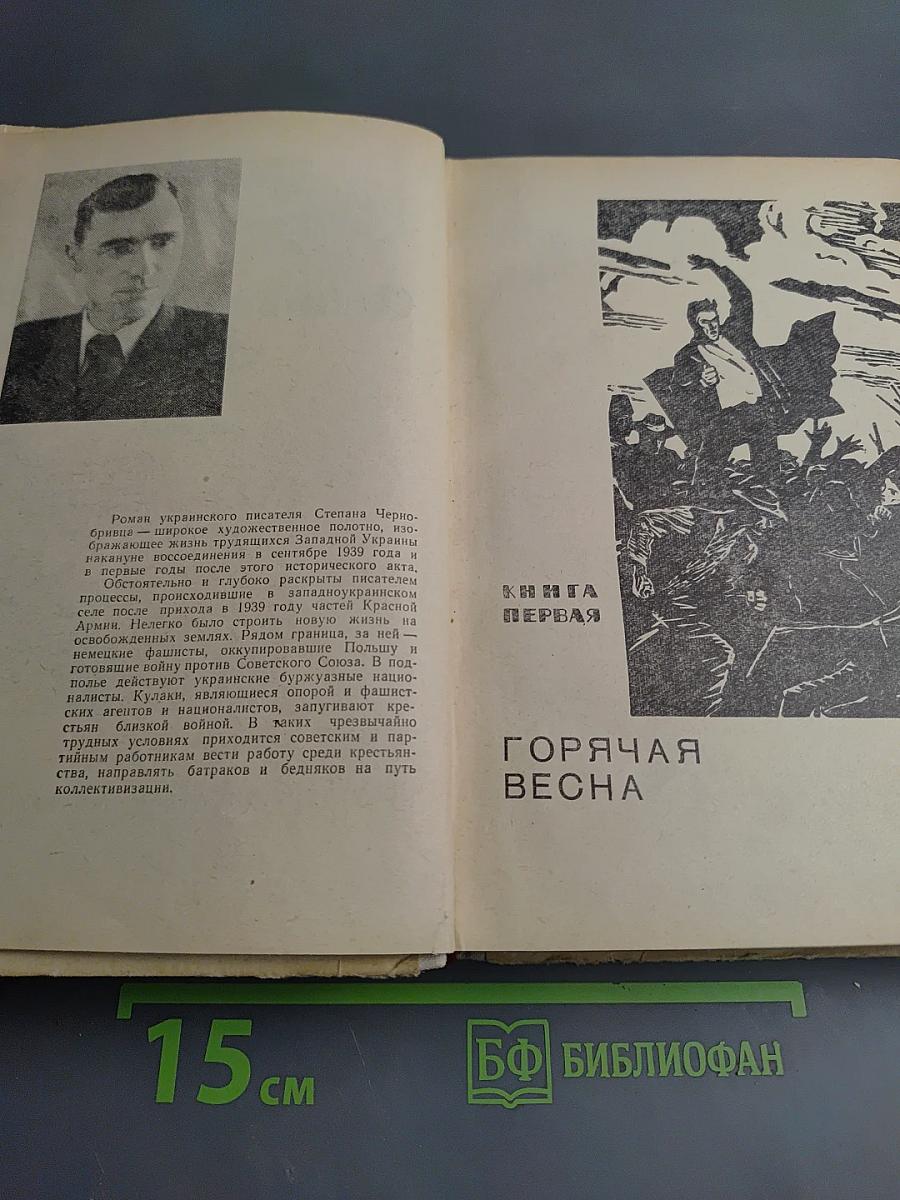 Роман украинского писателя Степана Черно-
бривца — широкое художественное полотно, изо-
бражающее жизнь трудящихся Западной Украины
накануне воссоединения в сентябре 1939 года и
в первые годы после этого исторического акта.
Обстоятельно и глубоко раскрыты писателем
процессы, происходившие в западноукраинском
селе после прихода в 1939 году частей Красной
Армии. Нелегко было строить новую жизнь на
освобожденных землях. Рядом граница, за ней —
немецкие фашисты, оккупировавшие Польшу и
готовящие войну против Советского Союза. В под-
полье действуют украинские буржуазные нацио-
налисты. Кулаки, являющиеся опорой и фашист-
ских агентов и националистов, запугивают кре-
стьян близкой войной. В таких чрезвычайно
трудных условиях приходится советским и пар-
тийным работникам вести работу среди крестьян-
ства, направлять батраков и бедняков на путь
коллективизации.
КНИГА
ПЕРВАЯ
ГОРЯЧАЯ
ВЕСНА
15 см
БФ БИБЛИОФАН